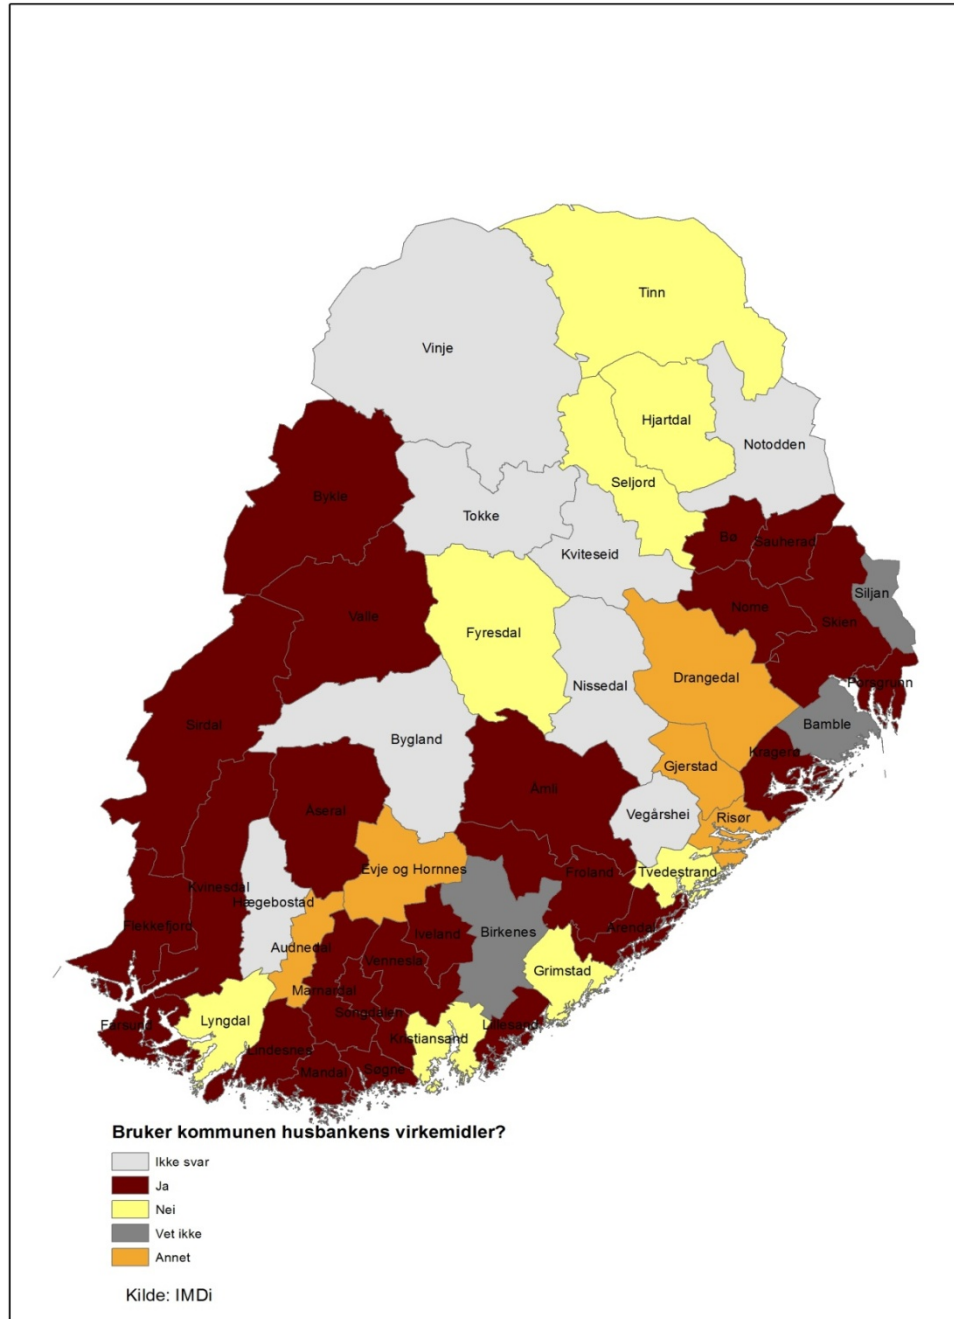 Tinn
Vinje
Hjartdal
Notodden
Seljord
Bykle
Tokke
Bø
Sauherad
Kviteseid
Siljan
Nome
Valle
Skien
Fyresdal
Drangedal
Porsgrunn
Nissedal
Sirdal
Bamble
Bygland
Kragerø
Gjerstad
Åmli
Åseral
Vegårshei
Risør
Evje og Hornnes
Froland
Tvedestrand
Kvinesdal
Hægebostad
Flekkefjord
Arendal
Iveland
Birkenes
Audnedal
Vennesla
Grimstad
Marnardal
Songdalen
Lyngdal
Farsund
Lillesand
Kristiansand
Lindesnes
Søgne
Mandal
Bruker kommunen husbankens virkemidler?
Ikke svar
Ja
Nei
Vet ikke
Annet
Kilde: IMDi